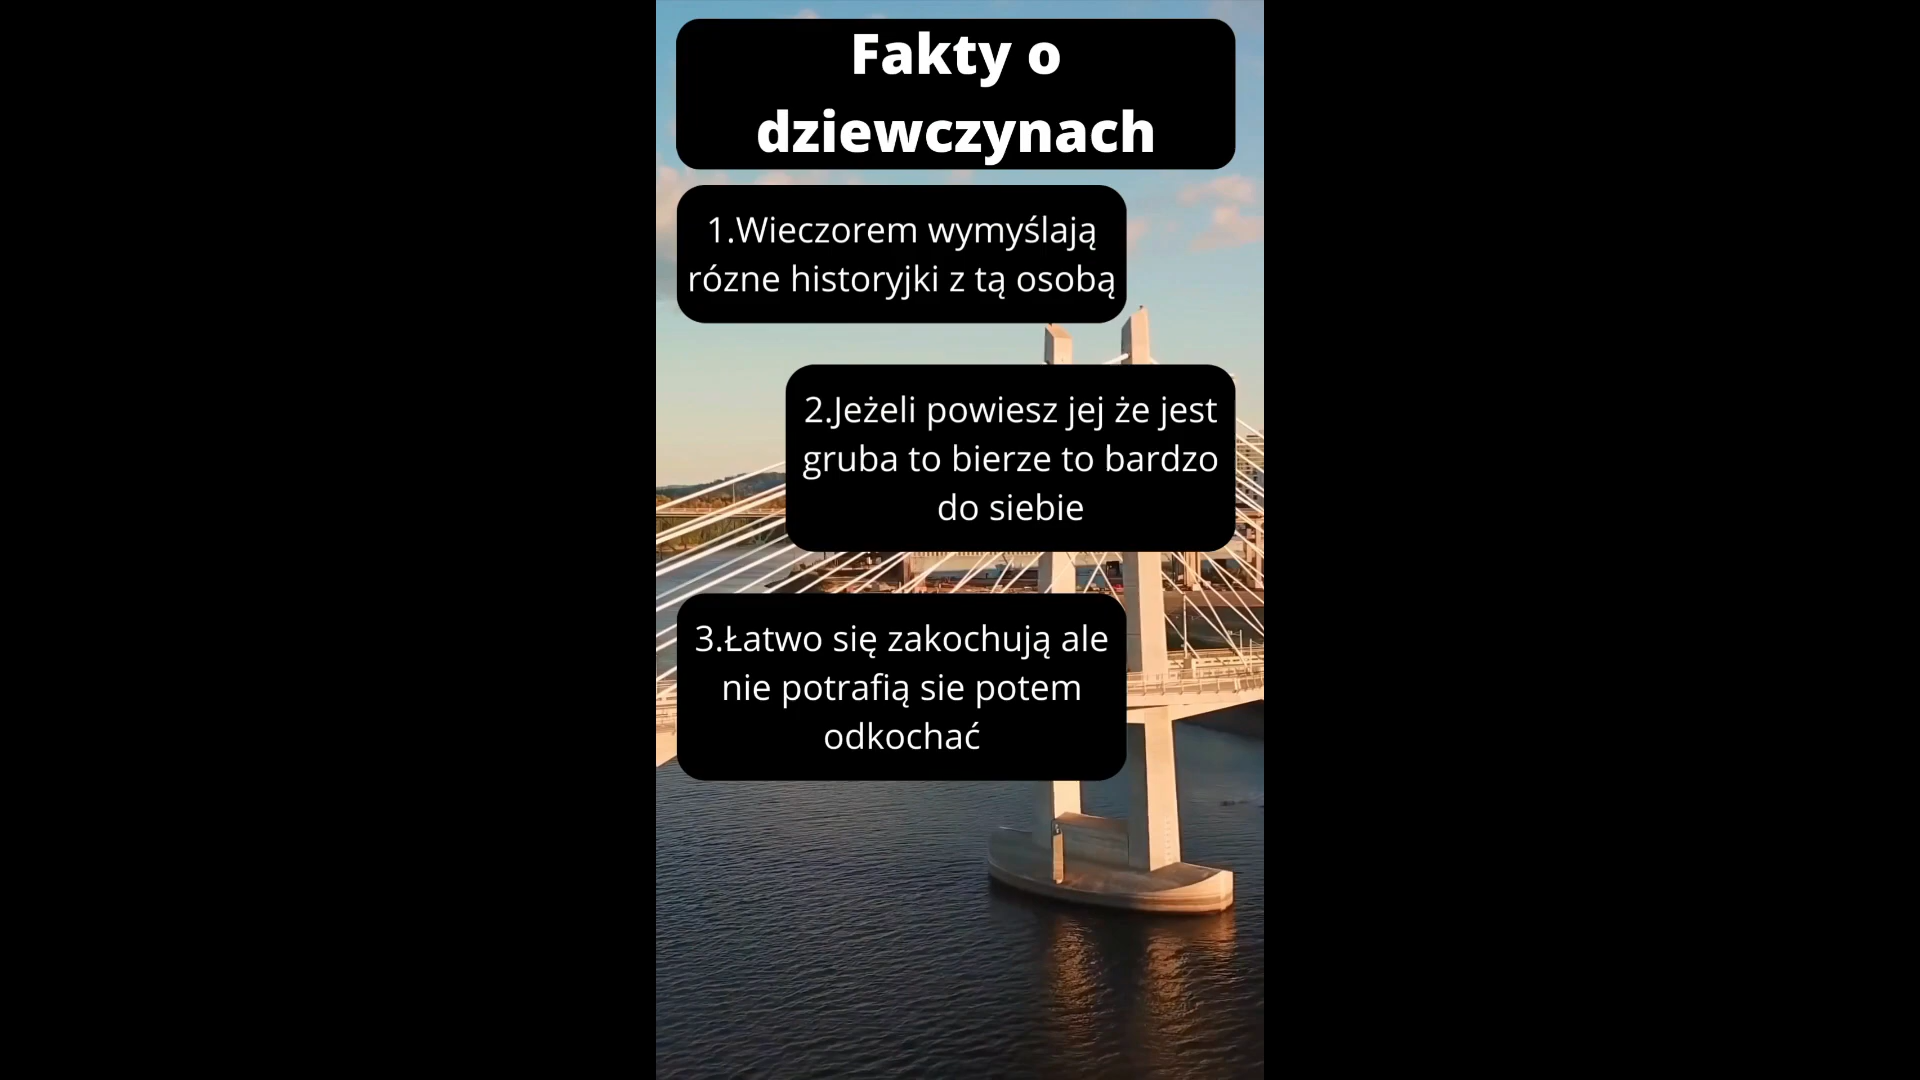 Fakty o
dziewczynach
1.Wieczorem wymyślają
rózne historyjki z tą osobą
2.Jeżeli powiesz jej że jest
gruba to bierze to bardzo
do siebie
3.Łatwo się zakochują ale
nie potrafią sie potem
odkochać